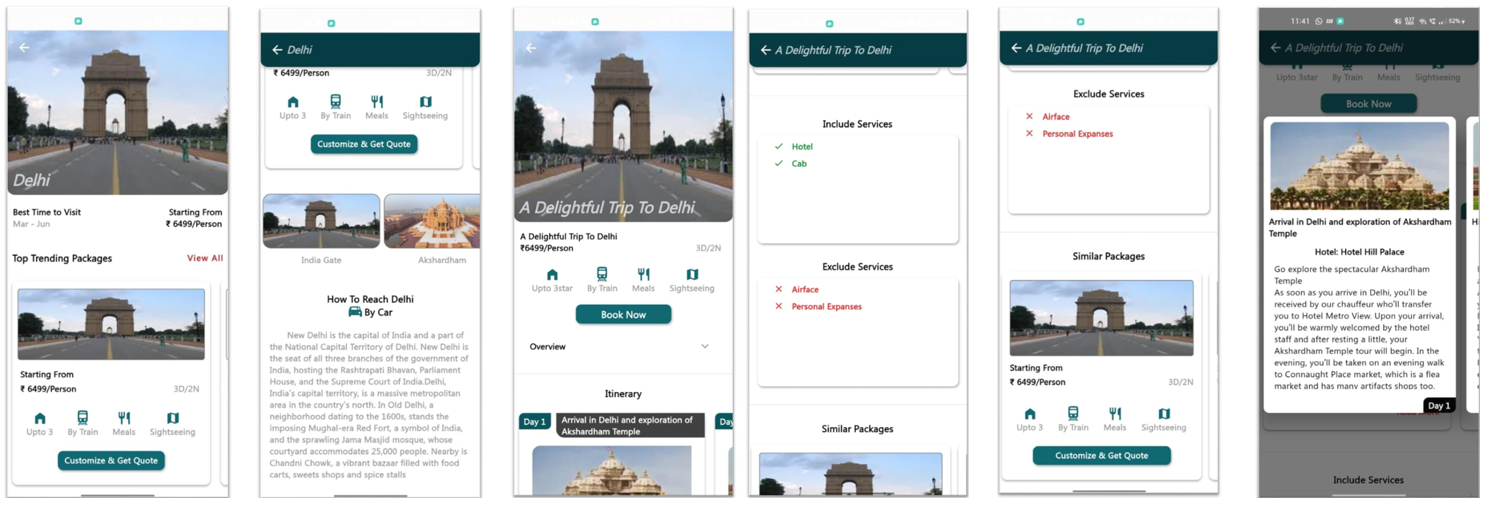 Delhi
Best Time to Visit
Starting From
Mar - Jun
₹ 6499/Person
Top Trending Packages
View All
Starting From
₹ 6499/Person
3D/2N
Upto 3
By Train
Meals
Sightseeing
Customize & Get Quote
Delhi
₹ 6499/Person
3D/2N
Upto 3
By Train
Meals
Sightseeing
Customize & Get Quote
India Gate
Akshardham
How To Reach Delhi
By Car
New Delhi is the capital of India and a part of
the National Capital Territory of Delhi. New Delhi is
the seat of all three branches of the government of
India, hosting the Rashtrapati Bhavan, Parliament
House, and the Supreme Court of India.Delhi,
India's capital territory, is a massive metropolitan
area in the country's north. In Old Delhi, a
neighborhood dating to the 1600s, stands the
imposing Mughal-era Red Fort, a symbol of India,
and the sprawling Jama Masjid mosque, whose
courtyard accommodates 25,000 people. Nearby is
Chandni Chowk, a vibrant bazaar filled with food
carts, sweets shops and spice stalls
A Delightful Trip To Delhi
A Delightful Trip To Delhi
₹6499/Person
3D/2N
Upto 3star
By Train
Meals
Sightseeing
Book Now
Overview
Itinerary
Day 1
Arrival in Delhi and exploration of
Akshardham Temple
Day
A Delightful Trip To Delhi
Include Services
Hotel
Cab
Exclude Services
Airface
Personal Expanses
Similar Packages
A Delightful Trip To Delhi
Exclude Services
Airface
Personal Expanses
Similar Packages
Starting From
₹ 6499/Person
3D/2N
Upto 3
By Train
Meals
Sightseeing
Customize & Get Quote
11:41
52%
A Delightful Trip To Delhi
Upto 3star
By Train
Meals
Sightseeing
Book Now
Arrival in Delhi and exploration of Akshardham
Temple
Hotel: Hotel Hill Palace
Go explore the spectacular Akshardham
Temple
As soon as you arrive in Delhi, you'll be
received by our chauffeur who'll transfer
you to Hotel Metro View. Upon your arrival,
you'll be warmly welcomed by the hotel
staff and after resting a little, your
Akshardham Temple tour will begin. In the
evening, you'll be taken on an evening walk
to Connaught Place market, which is a flea
market and has many artifacts shops too.
Day 1
Include Services